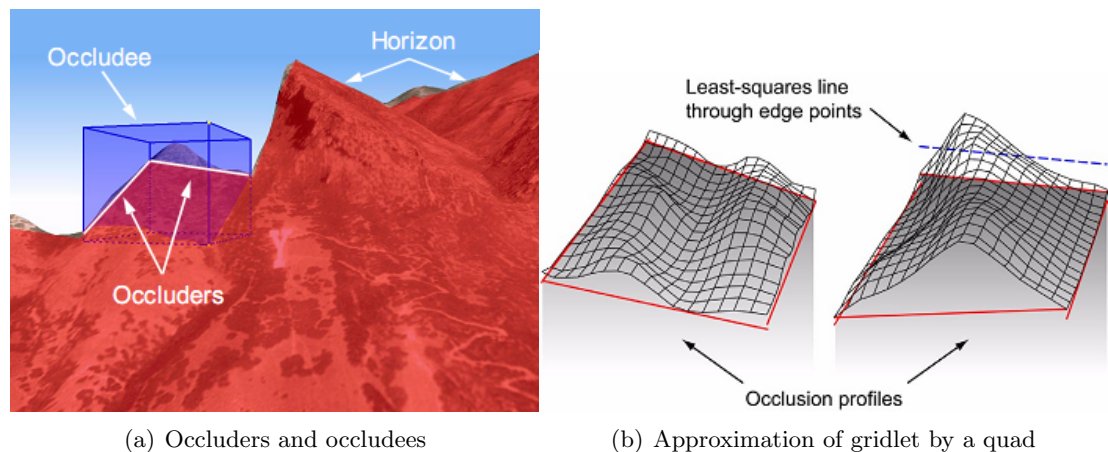 Occludee
Horizon
Occluders
Least-squares line
through edge points
Occlusion profiles
(a) Occluders and occludees
(b) Approximation of gridlet by a quad